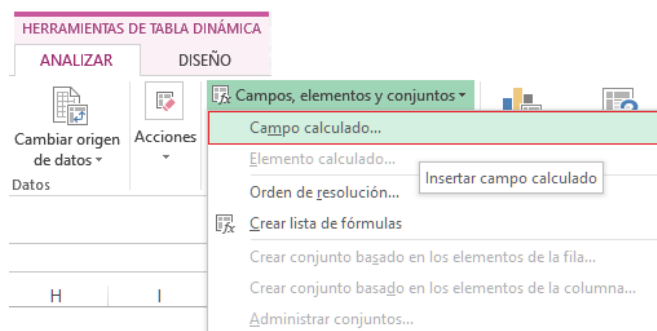 HERRAMIENTAS DE TABLA DINÁMICA
ANALIZAR DISEÑO
Campos, elementos y conjuntos
Cambiar origen
de datos
Acciones
Datos
Campo calculado...
Elemento calculado...
Insertar campo calculado
Orden de resolución...
Crear lista de fórmulas
Crear conjunto basado en los elementos de la fila...
Crear conjunto basado en los elementos de la columna...
Administrar conjuntos...
H I